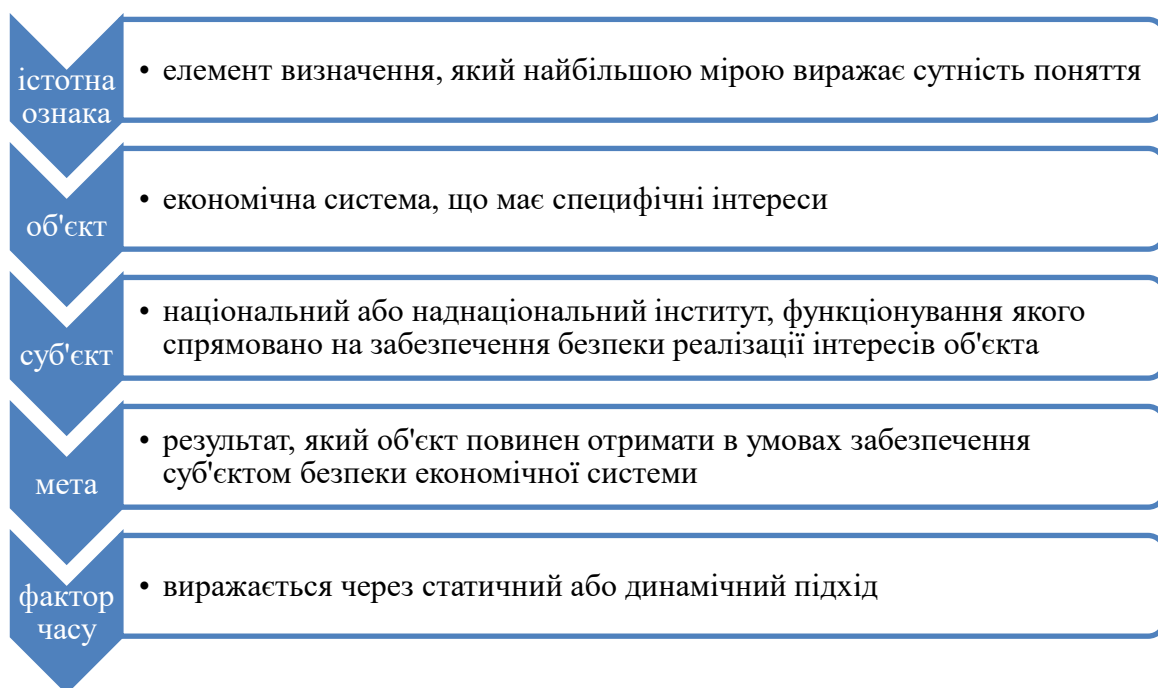 істотна
ознака
• елемент визначення, який найбільшою мірою виражає сутність поняття
об'єкт
• економічна система, що має специфічні інтереси
суб'єкт
• національний або наднаціональний інститут, функціонування якого
спрямовано на забезпечення безпеки реалізації інтересів об'єкта
мета
• результат, який об'єкт повинен отримати в умовах забезпечення
суб'єктом безпеки економічної системи
фактор
часу
• виражається через статичний або динамічний підхід